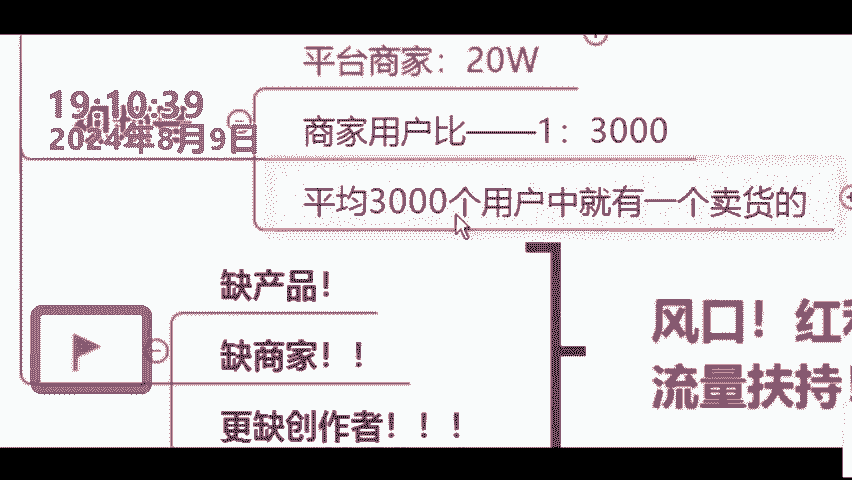 平台商家：20W
19:10:39
商家用户比——1：3000
2024年8月9日
平均3000个用户中就有一个卖货的
缺产品！
风口！红
缺商家！！
流量扶持！
更缺创作者！！！